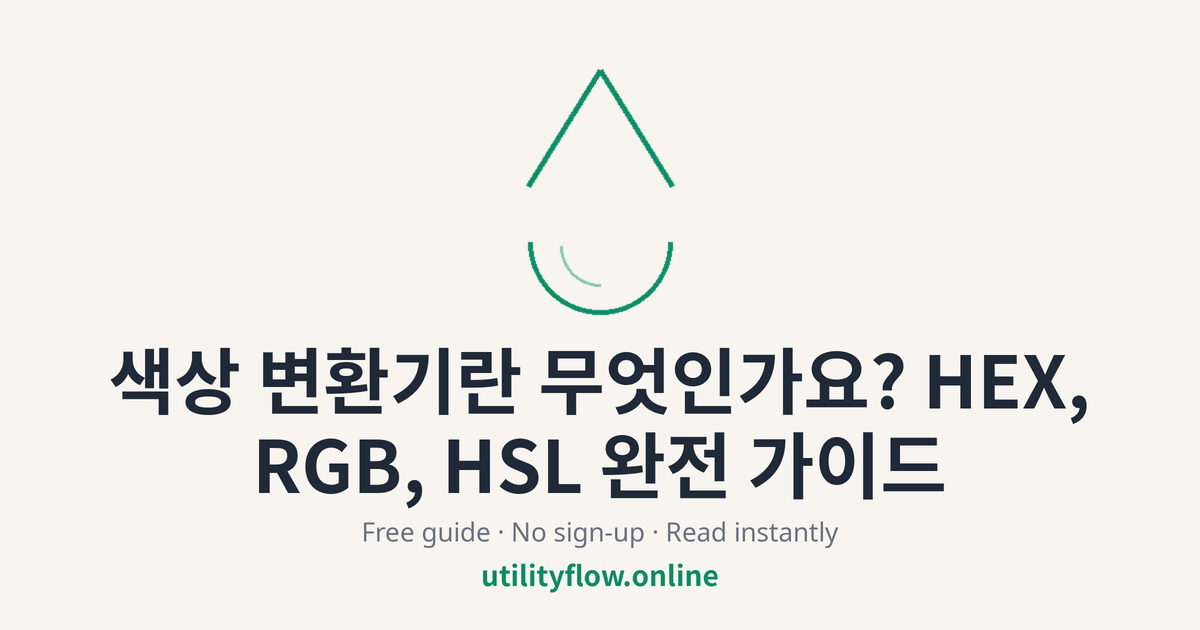 색상 변환기란 무엇인가요? HEX,
RGB, HSL 완전 가이드
Free guide · No sign-up · Read instantly
utilityflow.online